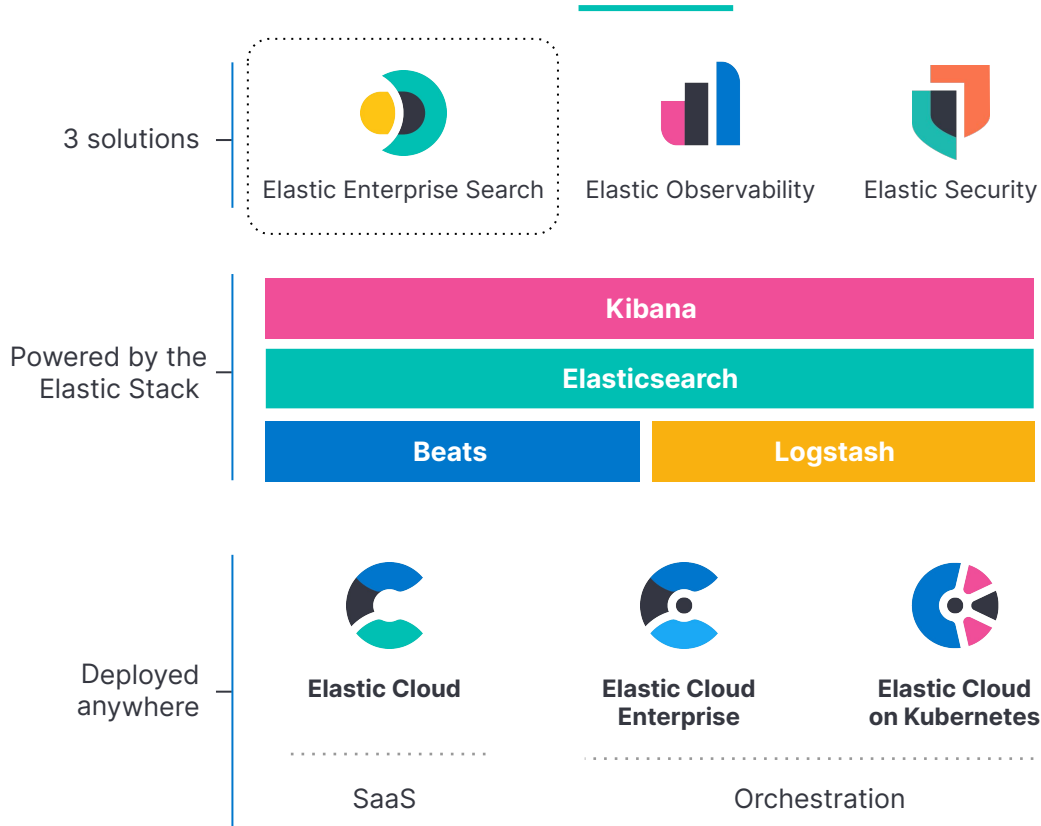 3 solutions
Elastic Enterprise Search
Elastic Observability
Elastic Security
Powered by the
Elastic Stack
Kibana
Elasticsearch
Beats
Logstash
Deployed
anywhere
Elastic Cloud
Elastic Cloud
Enterprise
Elastic Cloud
on Kubernetes
SaaS
Orchestration